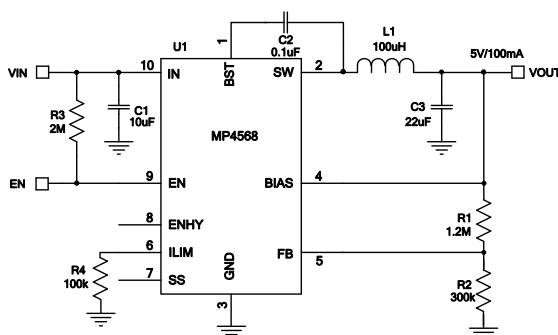 C2
0.1uF
L1
100uH
U1
1
5V/100mA
VIN
10
IN
BST
SW
2
VOUT
R3
2M
C1
10uF
C3
22uF
MP4568
EN
9
EN
BIAS
4
8
ENHY
R1
1.2M
6
ILIM
FB
5
R4
100k
7
SS
GND
R2
300k
3